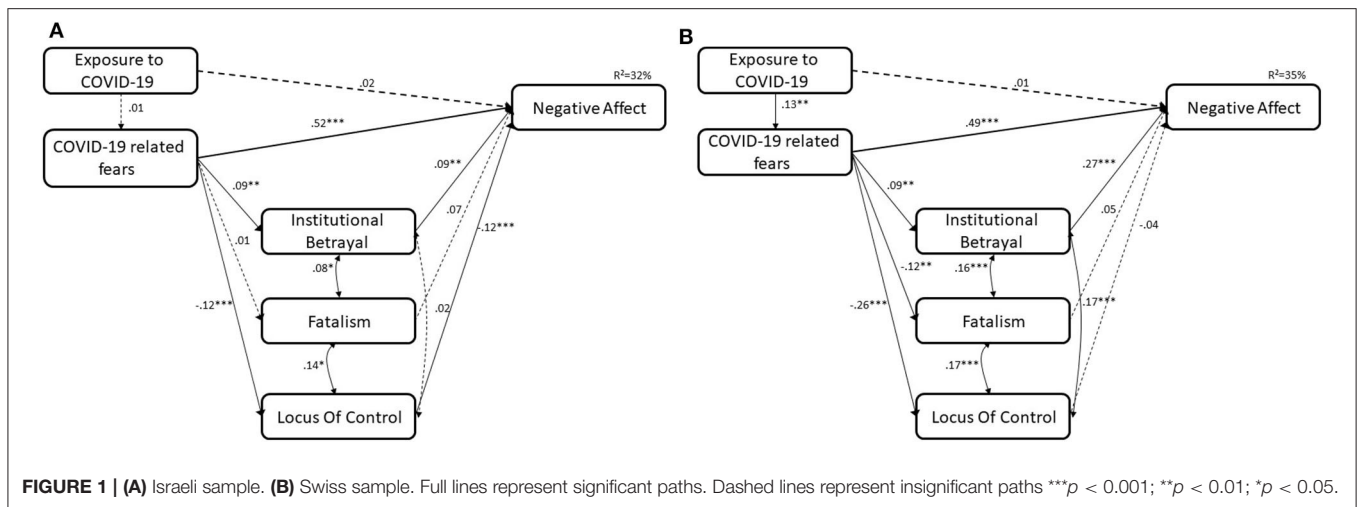 A
Exposure to
COVID-19
.02
R²=32%
Negative Affect
.01
.52***
COVID-19 related
fears
.09**
.09**
Institutional
Betrayal
.07
-.12***
.01
.08*
-.12***
Fatalism
.02
.14*
Locus Of Control
B
Exposure to
COVID-19
.01
R²=35%
Negative Affect
.13**
.49***
COVID-19 related
fears
.27***
.09**
Institutional
Betrayal
.05
-.04
-.12**
.16***
-.26***
Fatalism
.17***
.17***
Locus Of Control
FIGURE 1 | (A) Israeli sample. (B) Swiss sample. Full lines represent significant paths. Dashed lines represent insignificant paths ***p < 0.001; **p < 0.01; *p < 0.05.